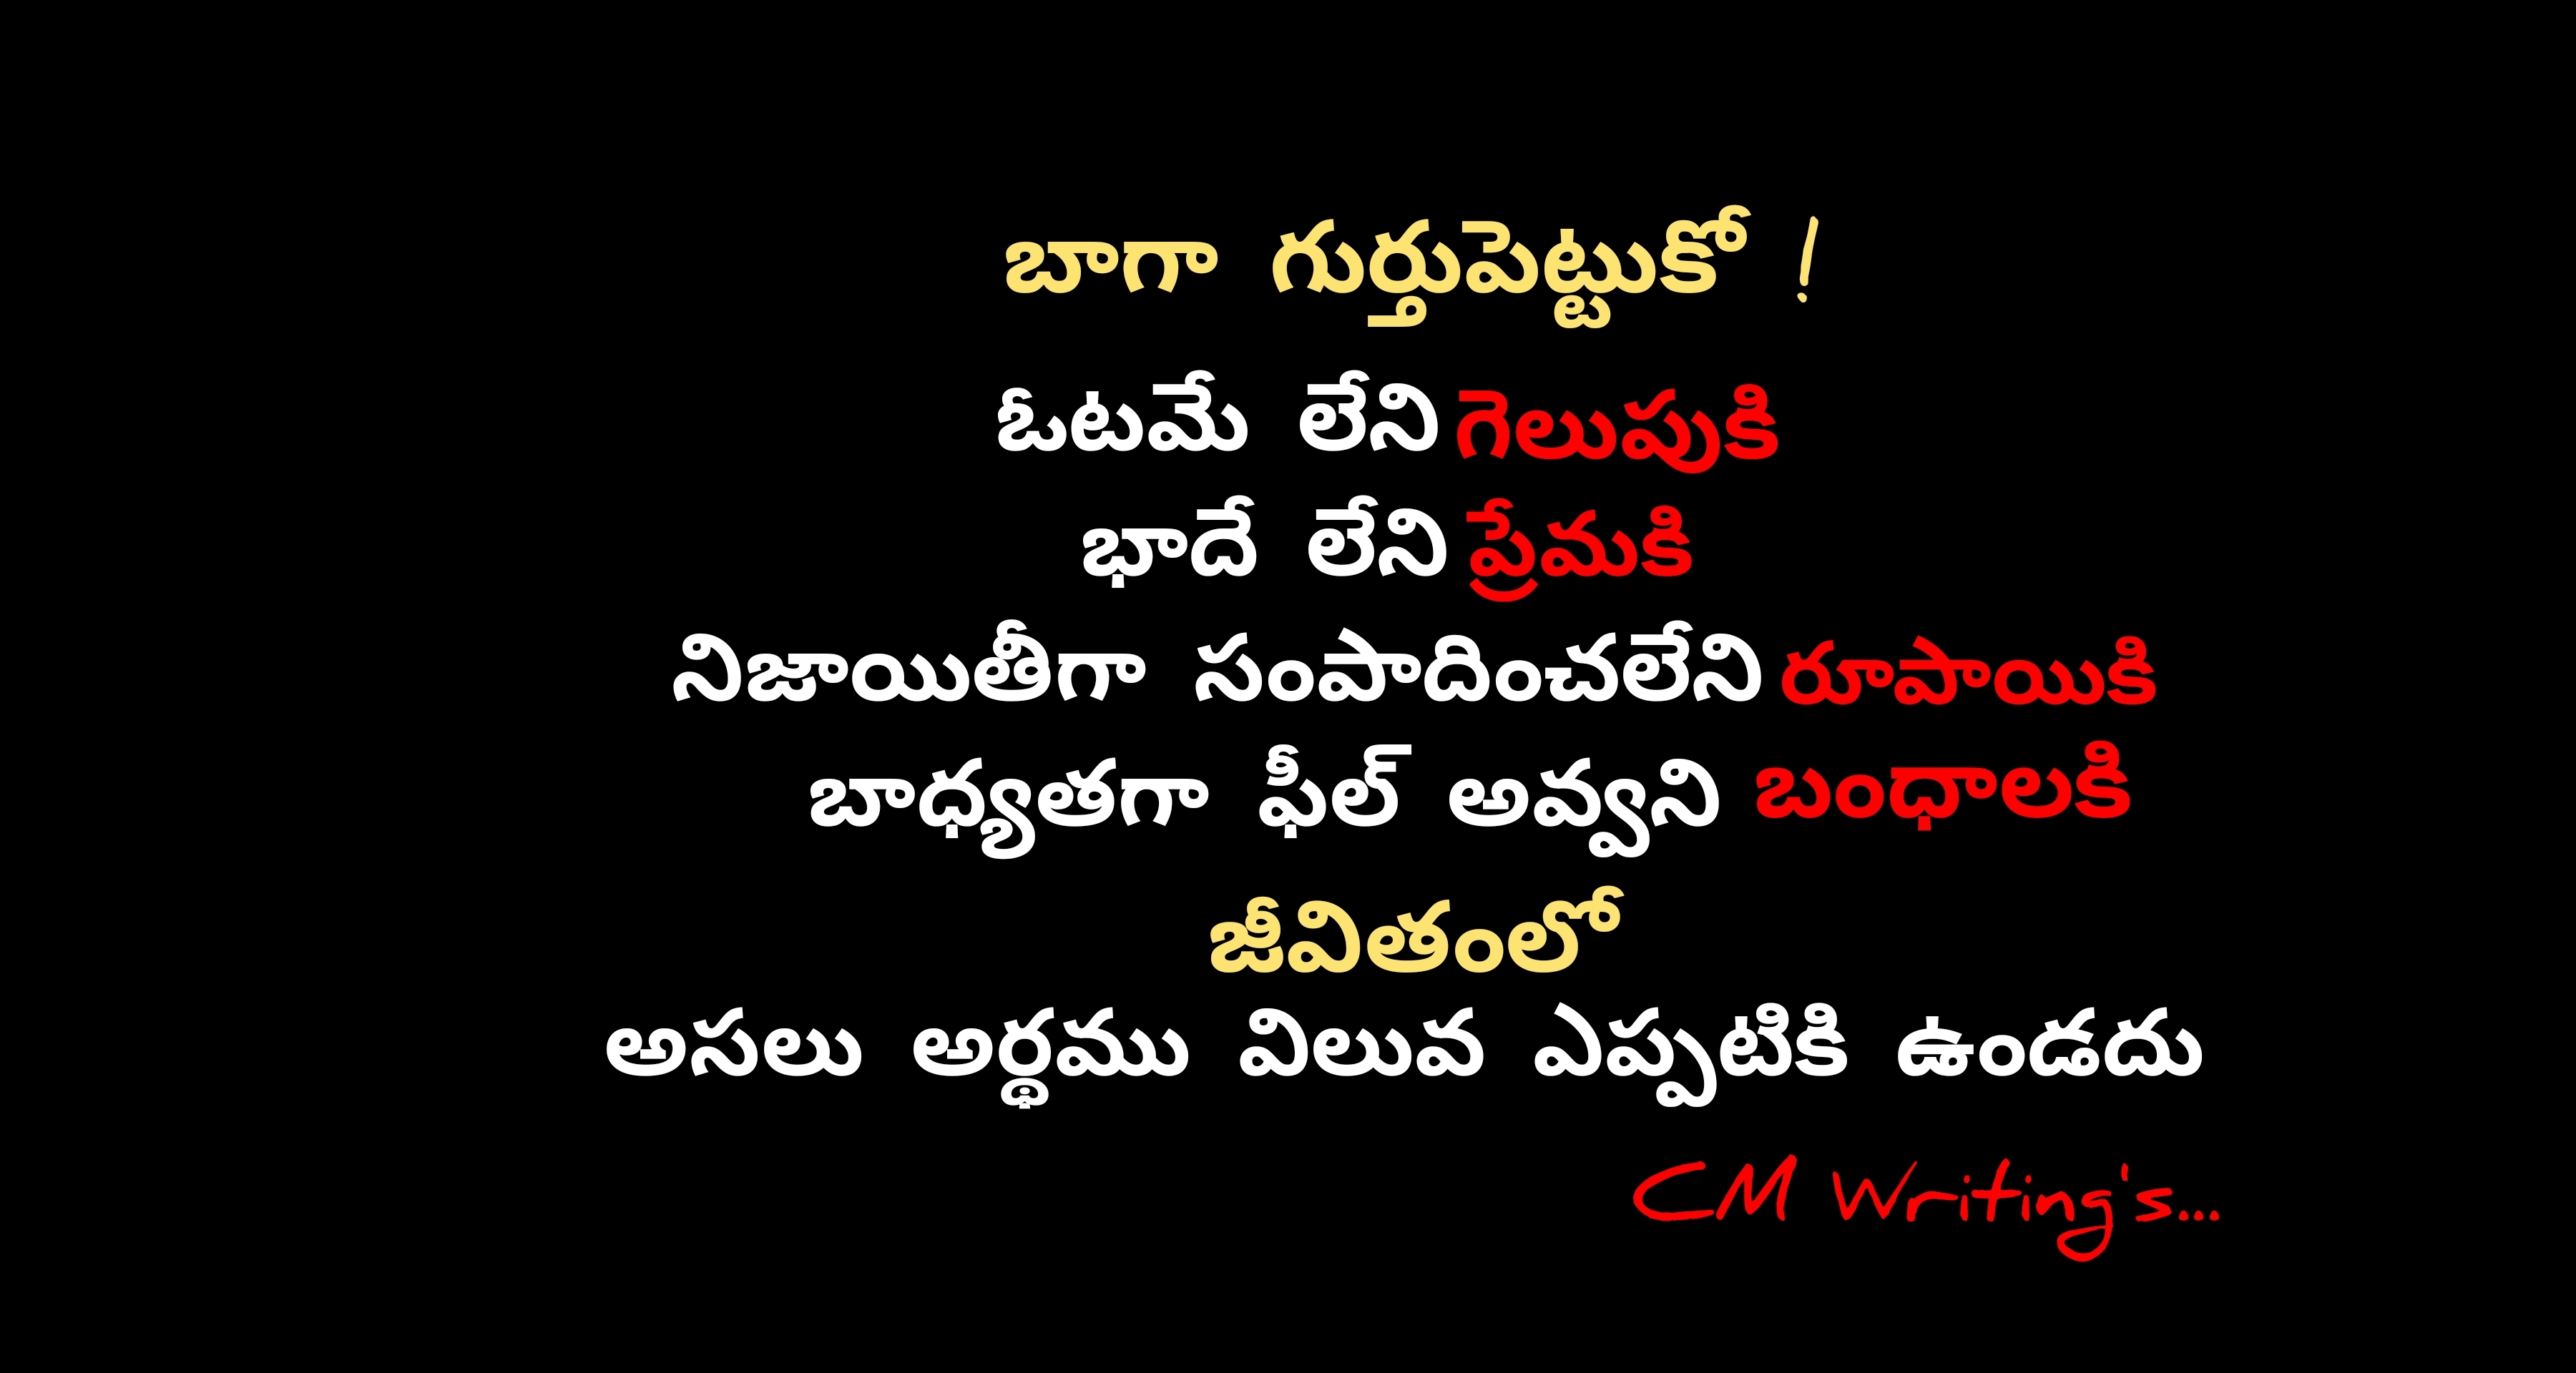 బాగా గుర్తుపెట్టుకో !
ఓటమే లేని గెలుపుకి
భాదే లేని ప్రేమకి
నిజాయితీగా సంపాదించలేని రూపాయికి
బాధ్యతగా ఫీల్ అవ్వని బంధాలకి
జీవితంలో
అసలు అర్థము విలువ ఎప్పటికి ఉండదు
CM Writing's...